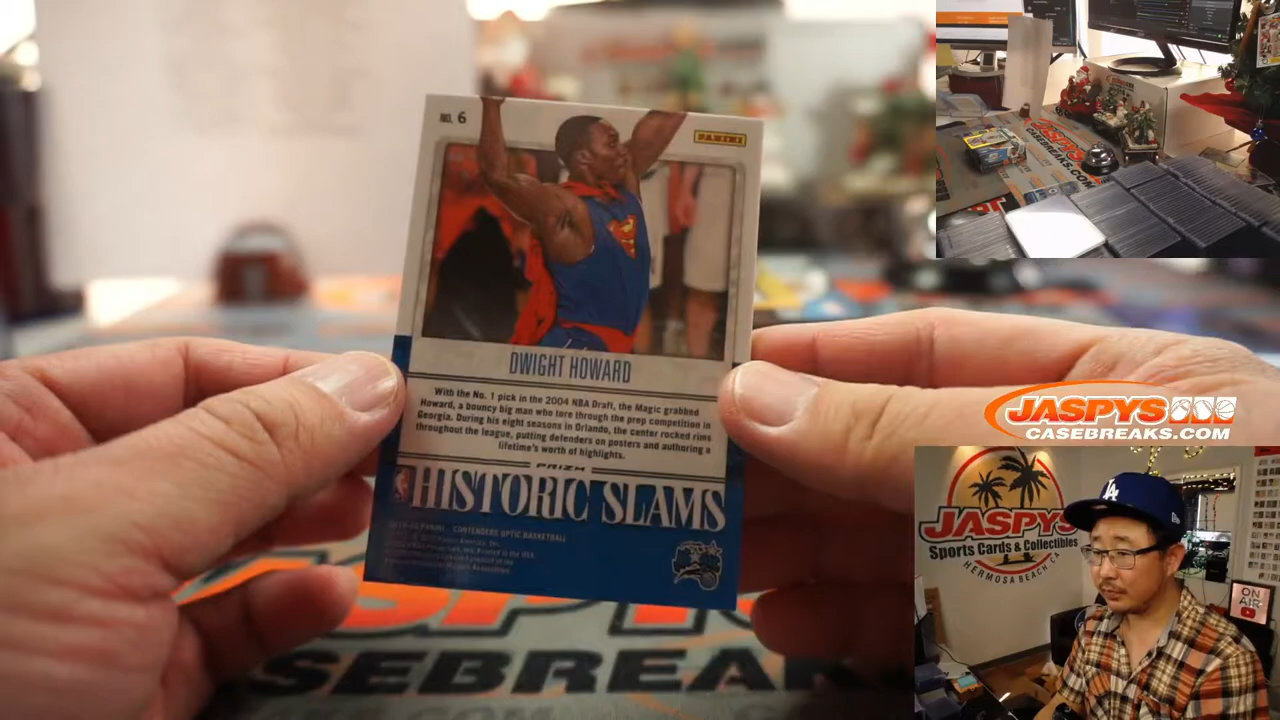 NO. 6
PANINI
DWIGHT HOWARD
With the No. 1 pick in the 2004 NBA Draft, the Magic grabbed
Howard, a bouncy big man who tore through the prep competition in
Georgia. During his eight seasons in Orlando, the center rocked rims
throughout the league, putting defenders on posters and authoring a
lifetime's worth of highlights.
PRIZM
HISTORIC SLAMS
CONTENDERS OPTIC BASKETBALL
CASEBREAKS.COM
JASPYS
CASEBREAKS.COM
JASPYS
Sports Cards & Collectibles
HERMOSA BEACH, CA
LA
ON
AIR